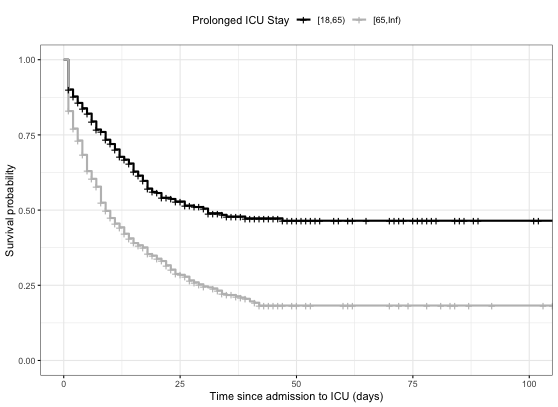 Prolonged ICU Stay [18,65) [65,Inf)
1.00
0.75
0.50
0.25
0.00
Survival probability
0 25 50 75 100
Time since admission to ICU (days)